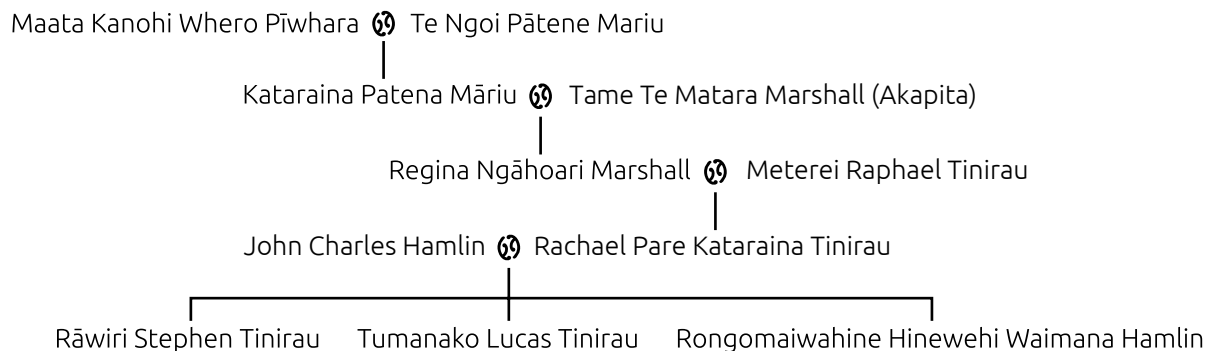 Maata Kanohi Whero Pīwhara Te Ngoi Pātene Mariu
Kataraina Patena Māriu Tame Te Matara Marshall (Akapita)
Regina Ngāhoari Marshall Meterei Raphael Tinirau
John Charles Hamlin Rachael Pare Kataraina Tinirau
Rāwiri Stephen Tinirau Tumanako Lucas Tinirau Rongomaiwahine Hinewehi Waimana Hamlin